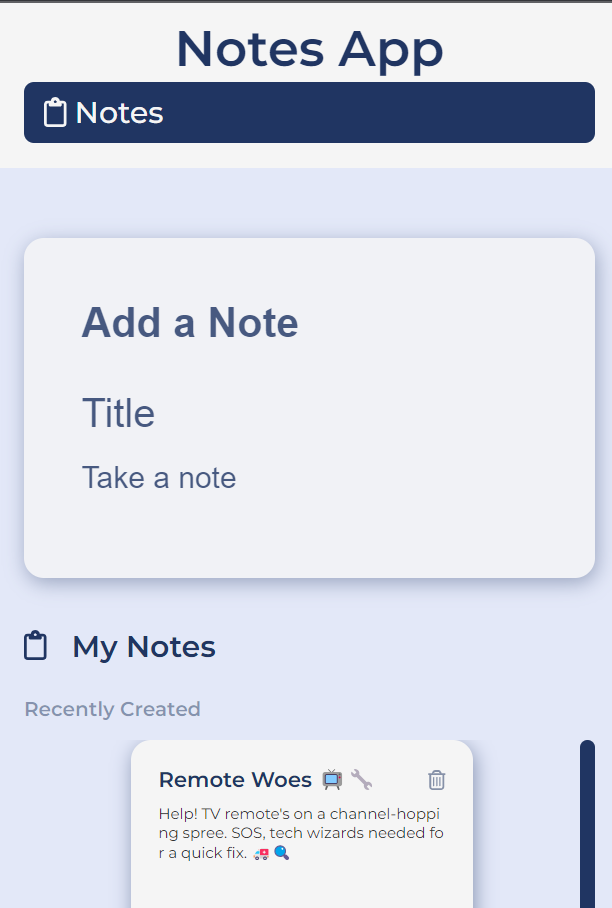 Notes App
Notes
Add a Note
Title
Take a note
My Notes
Recently Created
Remote Woes 📺 🔧
Help! TV remote's on a channel-hoppi
ng spree. SOS, tech wizards needed fo
r a quick fix. 🚑 🔍